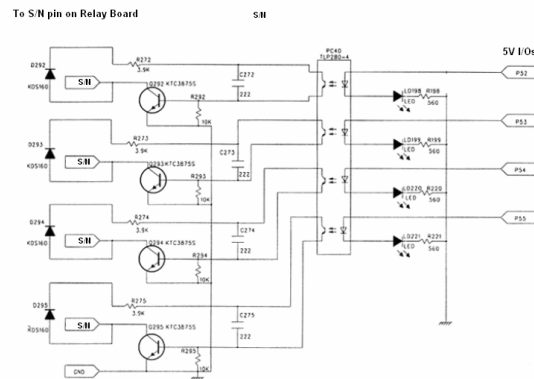 To S/N pin on Relay Board
S/N
PC40
TLP280-4
5V I/Os
D292
KDS160
S/N
R272
3.9K
Q292 KTC3875S
C272
222
R292
10K
LD198
LED
R198
560
P52
D293
KDS160
S/N
R273
3.9K
Q293 KTC3875S
C273
222
R293
10K
LD199
LED
R199
560
P53
D294
KDS160
S/N
R274
3.9K
Q294 KTC3875S
C274
222
R294
10K
LD220
LED
R220
560
P54
D295
KDS160
S/N
R275
3.9K
Q295 KTC3875S
C275
222
R295
10K
LD221
LED
R221
560
P55
GND